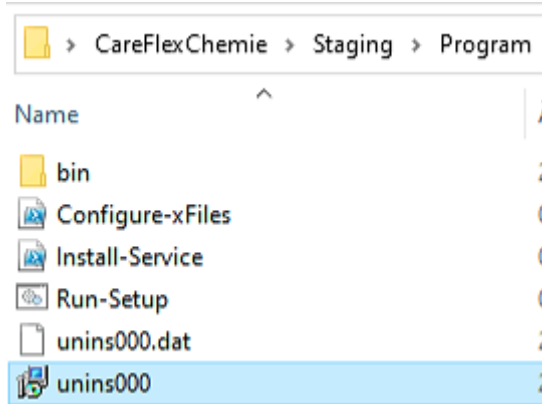 CareFlexChemie > Staging > Program
Name
bin
Configure-xFiles
Install-Service
Run-Setup
unins000.dat
unins000